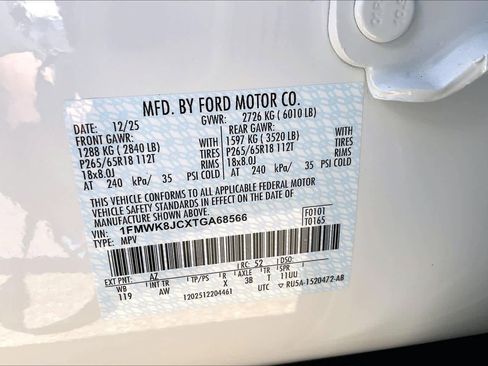 MFD. BY FORD MOTOR CO.
DATE: 12/25 GVWR: 2726 KG ( 6010 LB)
FRONT GAWR: REAR GAWR:
1288 KG ( 2840 LB) WITH 1597 KG ( 3520 LB) WITH
P265/65R18 112T TIRES P265/65R18 112T TIRES
18x8.0J RIMS 18x8.0J RIMS
AT 240 kPa/ 35 PSI COLD AT 240 kPa/ 35 PSI COLD
THIS VEHICLE CONFORMS TO ALL APPLICABLE FEDERAL MOTOR
VEHICLE SAFETY STANDARDS IN EFFECT ON THE DATE OF
MANUFACTURE SHOWN ABOVE.
VIN: 1FMWK8JCXTGA68566 F0101
TYPE: MPV T0165
EXT PNT: AZ RC: 52 DSO:
WB INT TR TP/PS R AXLE TR SPR
119 AW X 3B T 11UU
1202512204461 UTC RU5A-1520472-AB